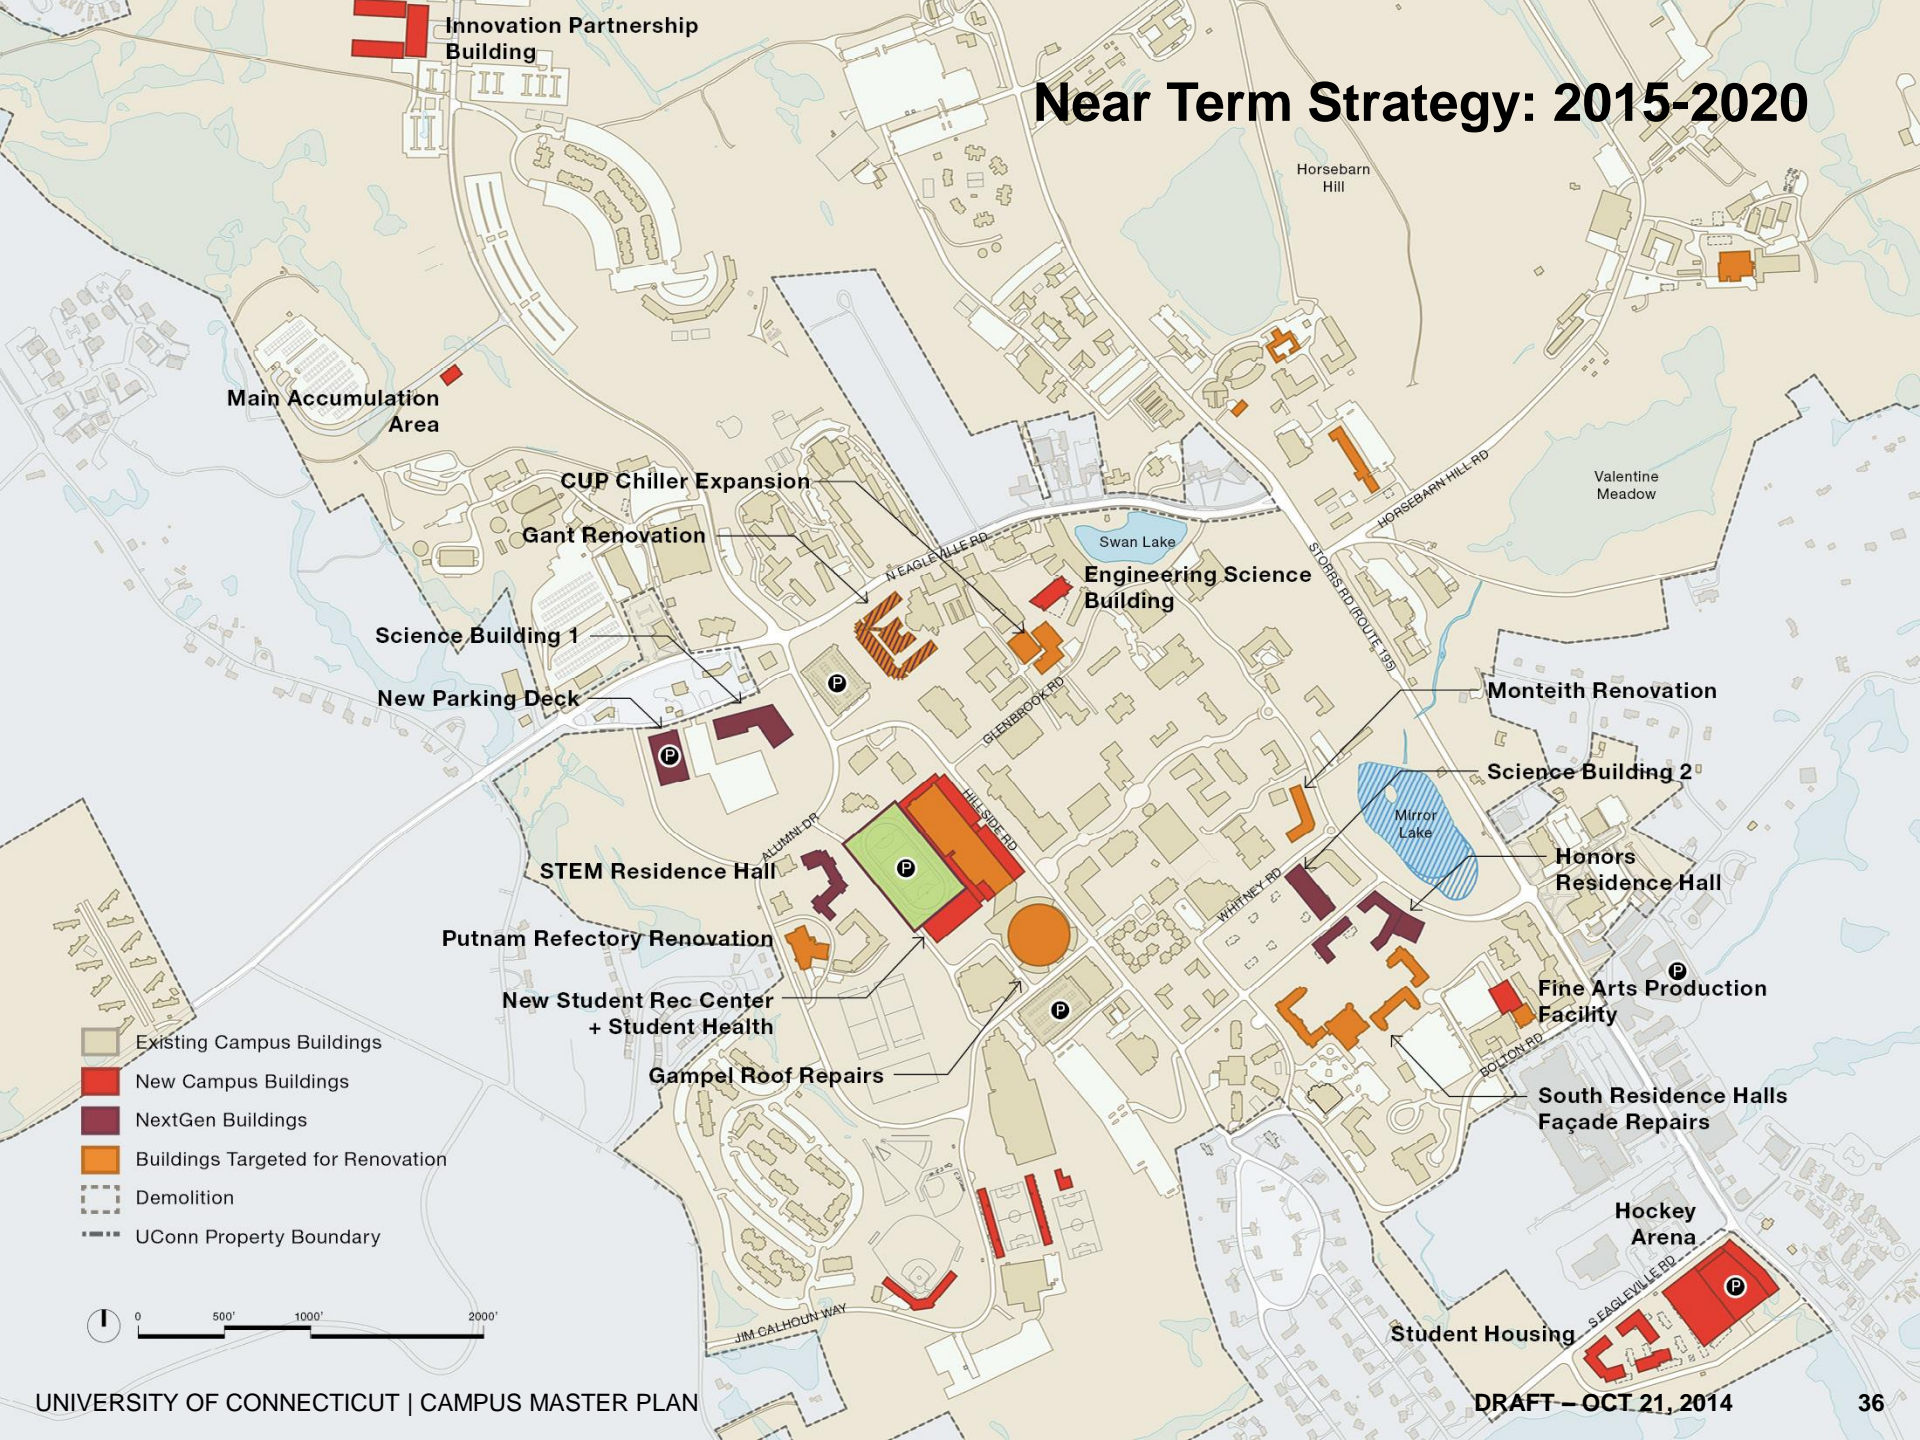 Innovation Partnership
Building
I II III
II
Near Term Strategy: 2015-2020
Horsebarn
Hill
Main Accumulation
Area
CUP Chiller Expansion
Gant Renovation
N EAGLEVILLE RD
Swan Lake
HORSEBARN HILL RD
Valentine
Meadow
Engineering Science
Building
STORRS RD (ROUTE 195)
Science Building 1
P
New Parking Deck
P
GLENBROOK RD
Monteith Renovation
Science Building 2
Mirror
Lake
HILLSIDE RD
ALUMNI DR
STEM Residence Hall
P
Honors
Residence Hall
WHITNEY RD
Putnam Refectory Renovation
New Student Rec Center
+ Student Health
P
P
Fine Arts Production
Facility
BOLTON RD
Gampel Roof Repairs
South Residence Halls
Façade Repairs
Existing Campus Buildings
New Campus Buildings
NextGen Buildings
Buildings Targeted for Renovation
Demolition
UConn Property Boundary
Hockey
Arena
P
S EAGLEVILLE RD
Student Housing
JIM CALHOUN WAY
0 500' 1000' 2000'
UNIVERSITY OF CONNECTICUT | CAMPUS MASTER PLAN
DRAFT – OCT 21, 2014
36